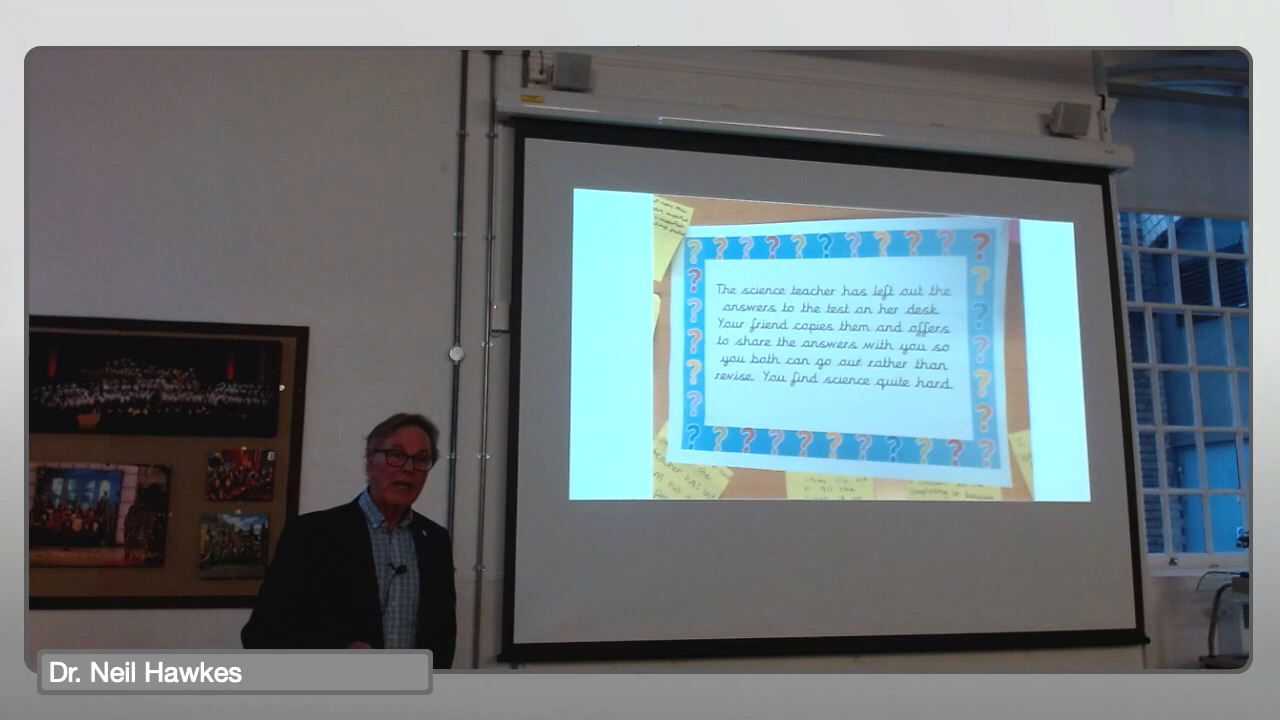 The science teacher has left out the
answers to the test on her desk.
Your friend copies them and offers
to share the answers with you so
you both can go out rather than
revise. You find science quite hard.
Dr. Neil Hawkes